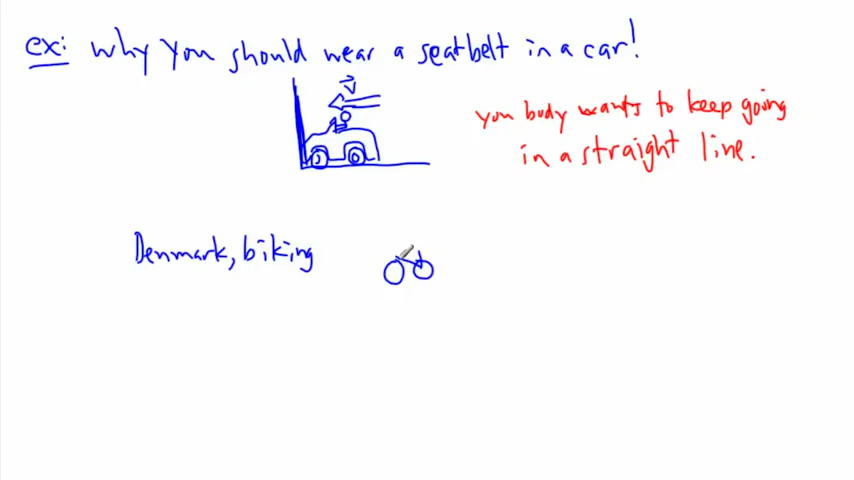 ex: why you should wear a seatbelt in a car!
v
you body wants to keep going
in a straight line.
Denmark, biking